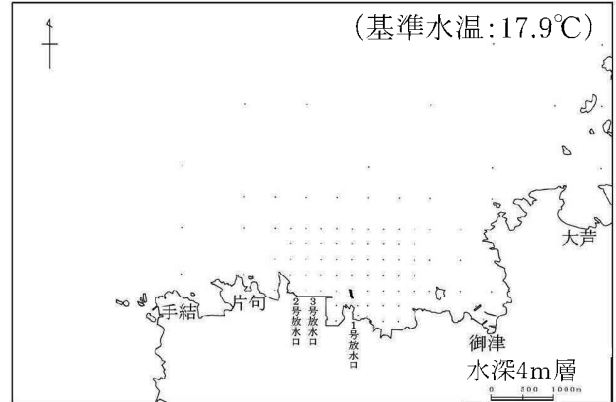 (基準水温:17.9℃)
大芦
手結
片句
2号放水口
3号放水口
1号放水口
御津
水深4m層
0 500 1000m